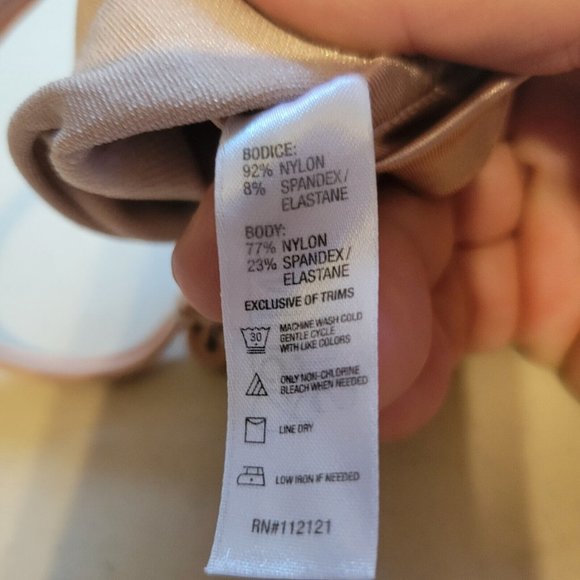 BODICE:
92% NYLON
8% SPANDEX/
ELASTANE
BODY:
77% NYLON
23% SPANDEX/
ELASTANE
EXCLUSIVE OF TRIMS
30
MACHINE WASH COLD
GENTLE CYCLE
WITH LIKE COLORS
ONLY NON-CHLORINE
BLEACH WHEN NEEDED
LINE DRY
LOW IRON IF NEEDED
RN#112121